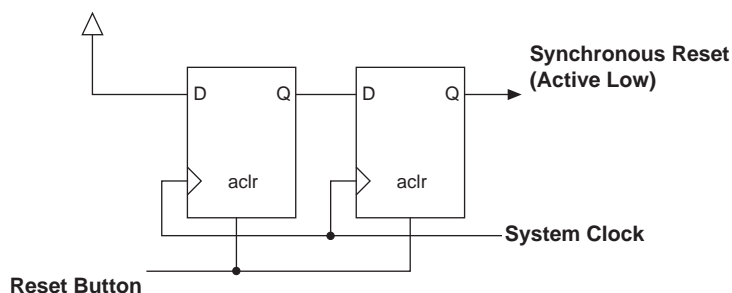 Synchronous Reset
(Active Low)
D Q D Q
aclr aclr
System Clock
Reset Button